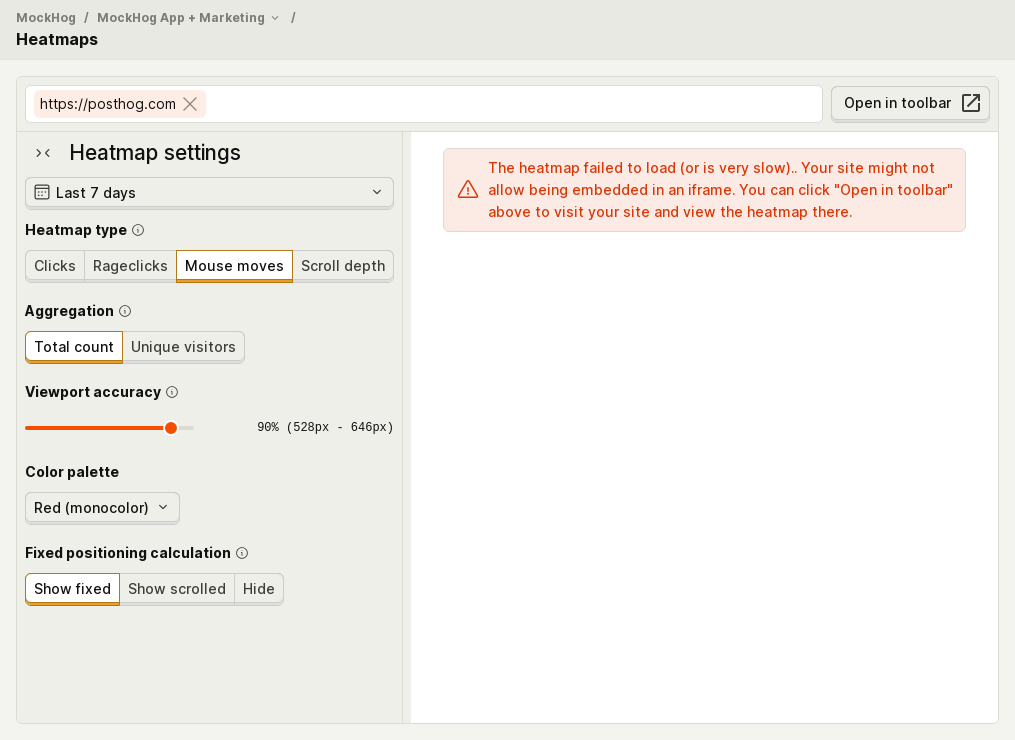 MockHog / MockHog App + Marketing /
Heatmaps
https://posthog.com
Open in toolbar
Heatmap settings
Last 7 days
Heatmap type
Clicks Rageclicks Mouse moves Scroll depth
Aggregation
Total count Unique visitors
Viewport accuracy
90% (528px - 646px)
Color palette
Red (monocolor)
Fixed positioning calculation
Show fixed Show scrolled Hide
The heatmap failed to load (or is very slow).. Your site might not
allow being embedded in an iframe. You can click "Open in toolbar"
above to visit your site and view the heatmap there.